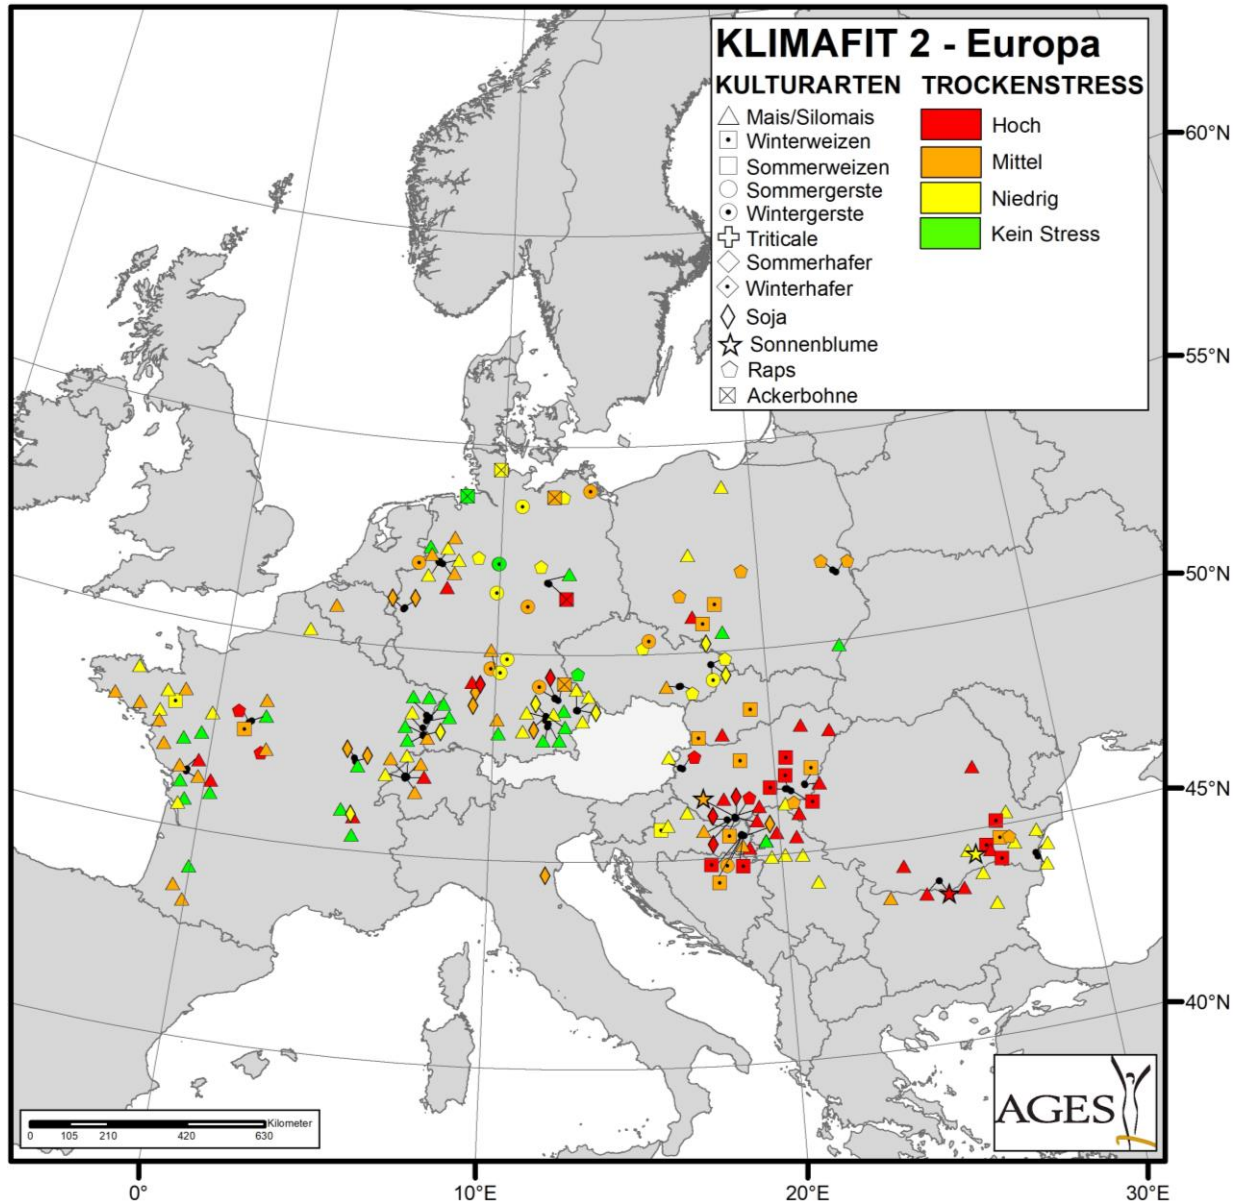 KLIMAFIT 2 - Europa
KULTURARTEN TROCKENSTRESS
Mais/Silomais
Winterweizen
Sommerweizen
Sommergerste
Wintergerste
Triticale
Sommerhafer
Winterhafer
Soja
Sonnenblume
Raps
Ackerbohne
Hoch
Mittel
Niedrig
Kein Stress
60°N
55°N
50°N
45°N
40°N
AGES
Kilometer
0 105 210 420 630
0° 10°E 20°E 30°E